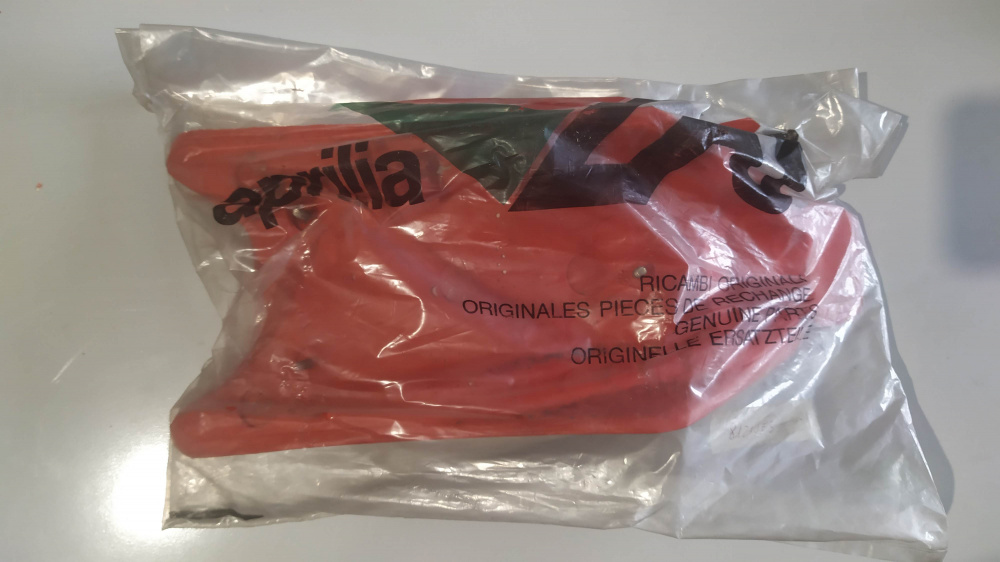 aprilia
RICAMBI ORIGINALI
ORIGINALES PIECES DE RECHANGE
GENUINE PARTS
ORIGINELLE ERSATZTEILE